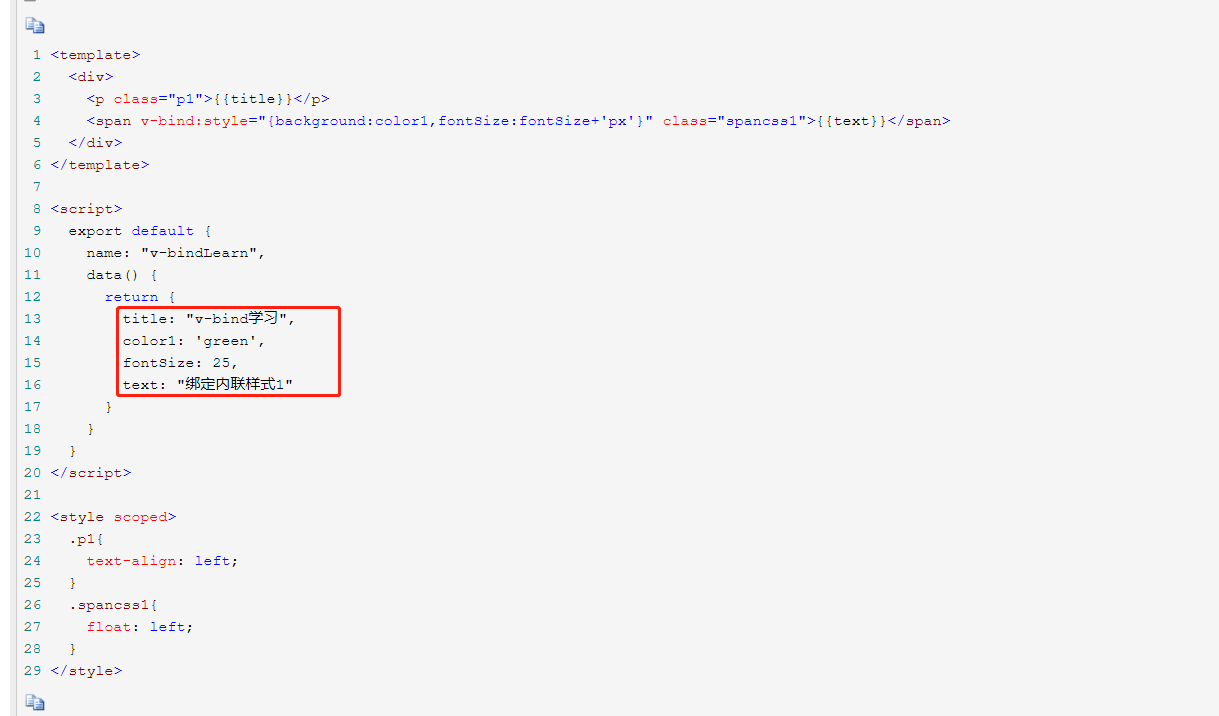 1 <template>
2   <div>
3     <p class="p1">{{title}}</p>
4     <span v-bind:style="{background:color1,fontSize:fontSize+'px'}" class="spancss1">{{text}}</span>
5   </div>
6 </template>
7
8 <script>
9   export default {
10     name: "v-bindLearn",
11     data() {
12       return {
13         title: "v-bind学习",
14         color1: 'green',
15         fontSize: 25,
16         text: "绑定内联样式1"
17       }
18     }
19   }
20 </script>
21
22 <style scoped>
23   .p1{
24     text-align: left;
25   }
26   .spancss1{
27     float: left;
28   }
29 </style>